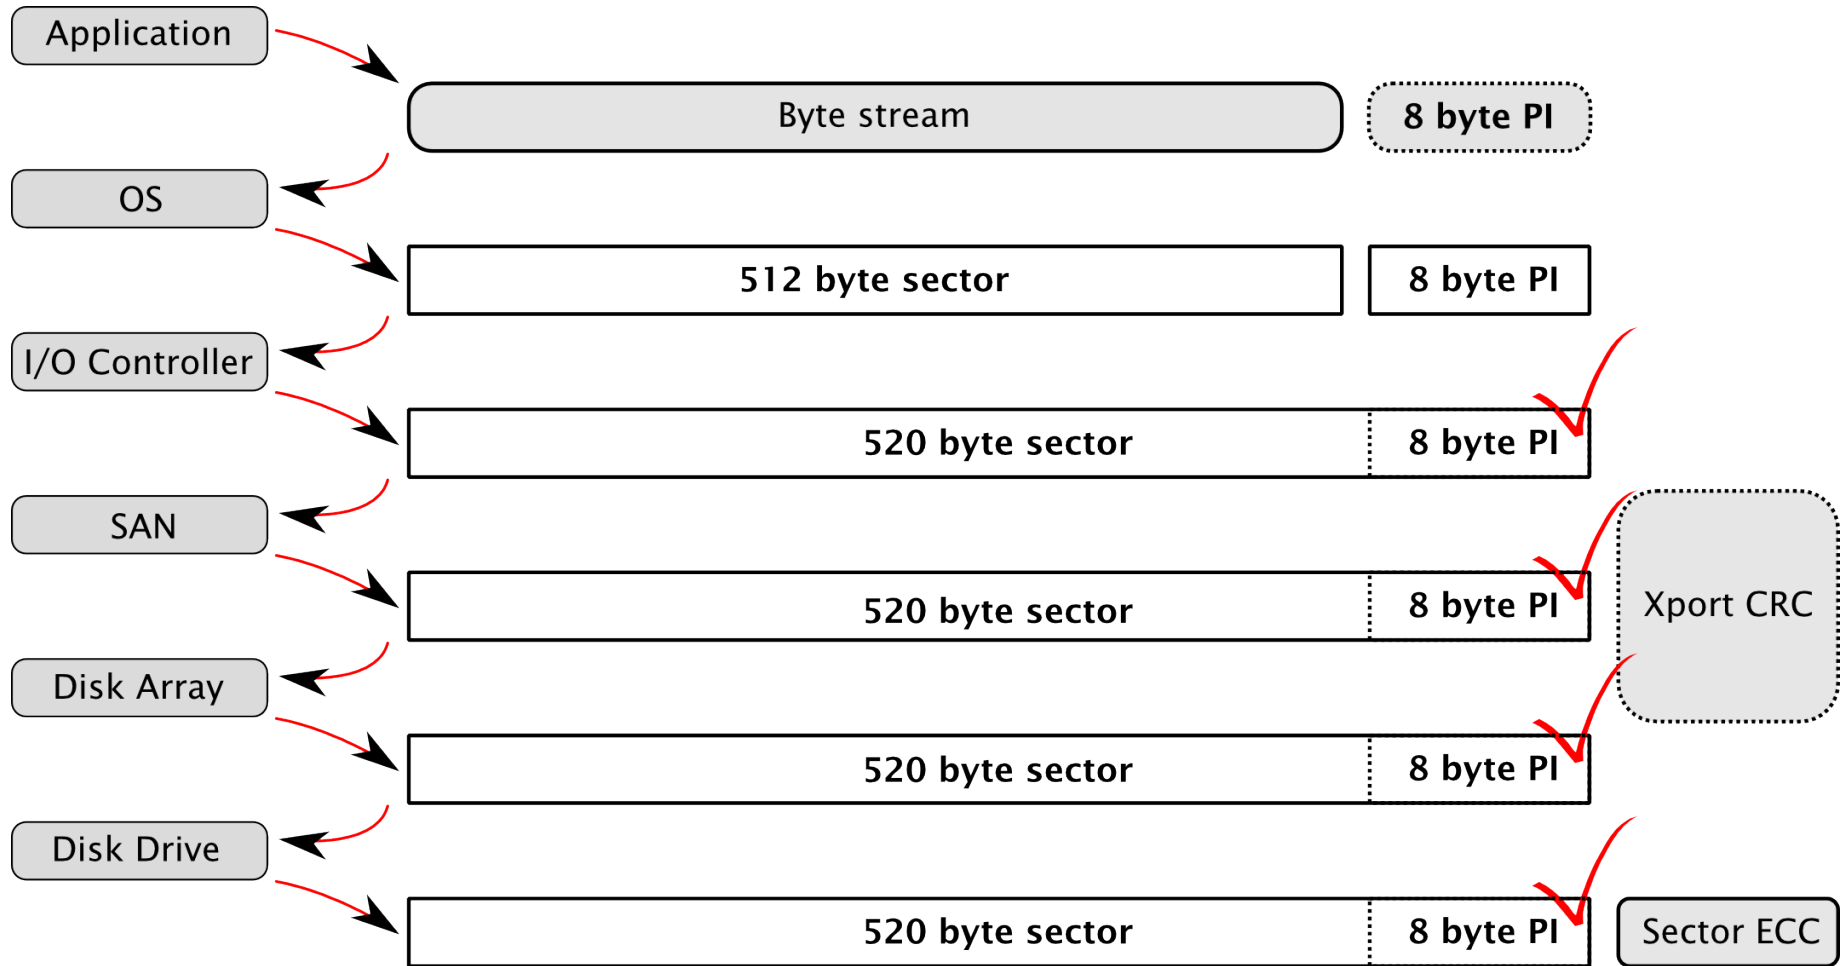 Application
Byte stream
8 byte PI
OS
512 byte sector
8 byte PI
I/O Controller
520 byte sector
8 byte PI
SAN
520 byte sector
8 byte PI
Xport CRC
Disk Array
520 byte sector
8 byte PI
Disk Drive
520 byte sector
8 byte PI
Sector ECC